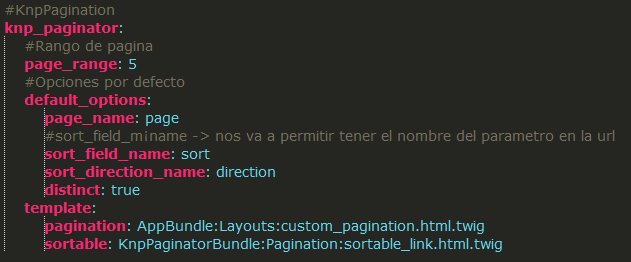 #KnpPagination
knp_paginator:
#Rango de pagina
page_range: 5
#Opciones por defecto
default_options:
page_name: page
#sort_field_miname -> nos va a permitir tener el nombre del parametro en la url
sort_field_name: sort
sort_direction_name: direction
distinct: true
template:
pagination: AppBundle:Layouts:custom_pagination.html.twig
sortable: KnpPaginatorBundle:Pagination:sortable_link.html.twig